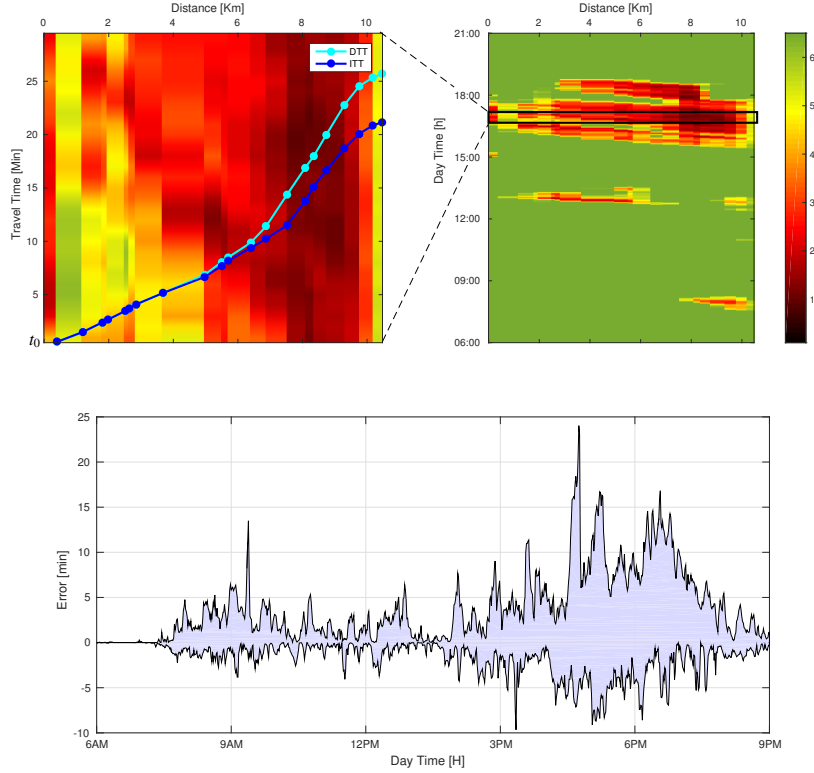 Distance [Km]
0 2 4 6 8 10
Travel Time [Min]
25
20
15
10
5
t0
DTT
ITT
Distance [Km]
0 2 4 6 8 10
Day Time [h]
21:00
18:00
15:00
12:00
09:00
06:00
6
5
4
3
2
1
Error [min]
25
20
15
10
5
0
-5
-10
6AM 9AM 12PM 3PM 6PM 9PM
Day Time [H]